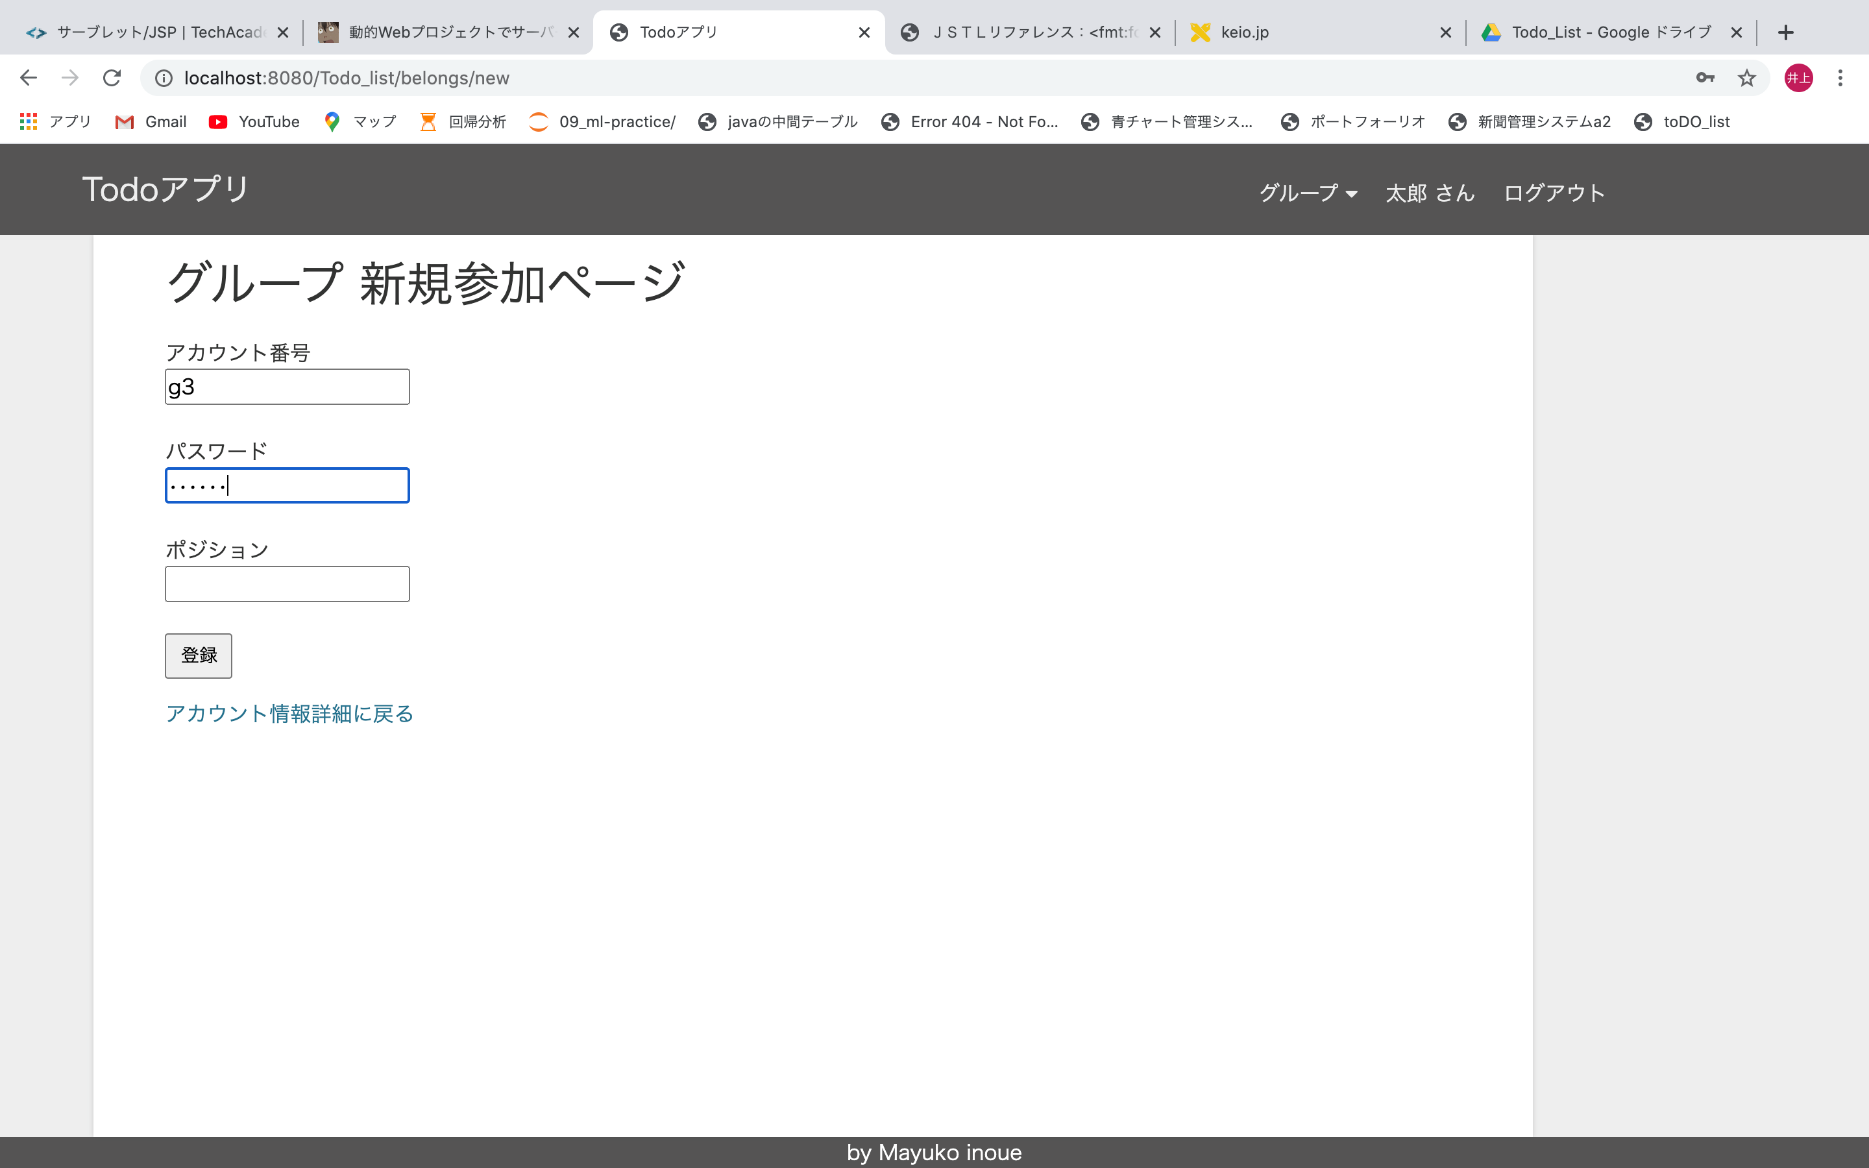 サーブレット/JSP | TechAcad
動的Webプロジェクトでサーバ
Todoアプリ
ＪＳＴＬリファレンス：<fmt:fo
keio.jp
Todo_List - Google ドライブ
localhost:8080/Todo_list/belongs/new
井上
アプリ
Gmail
YouTube
マップ
回帰分析
09_ml-practice/
javaの中間テーブル
Error 404 - Not Fo...
青チャート管理シス...
ポートフォーリオ
新聞管理システムa2
toDO_list
Todoアプリ
グループ
太郎 さん
ログアウト
グループ 新規参加ページ
アカウント番号
g3
パスワード
······
ポジション
登録
アカウント情報詳細に戻る
by Mayuko inoue